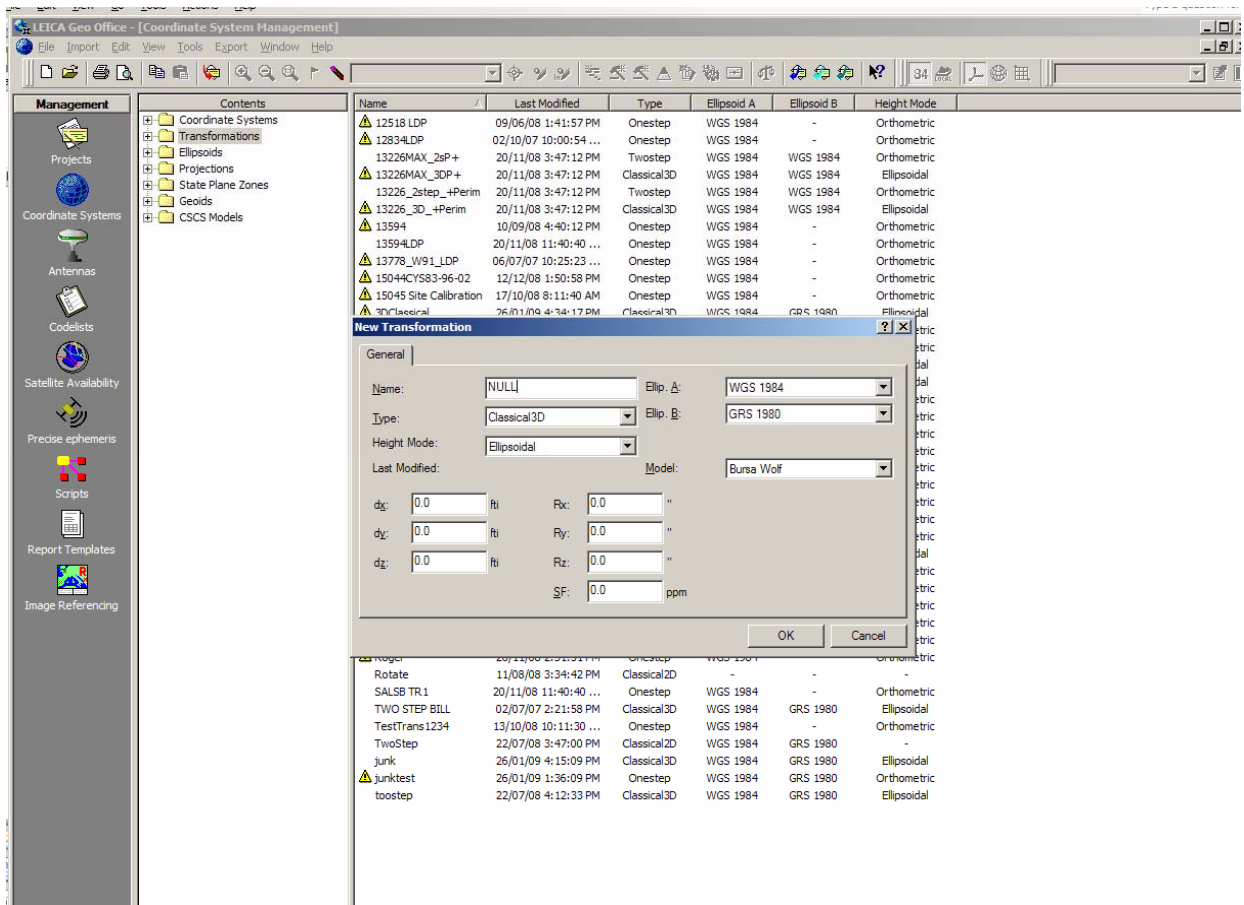 LEICA Geo Office - [Coordinate System Management]
File Import Edit View Tools Export Window Help
34
Management
Projects
Coordinate Systems
Antennas
Codelists
Satellite Availability
Precise ephemeris
Scripts
Report Templates
Image Referencing
Contents
Coordinate Systems
Transformations
Ellipsoids
Projections
State Plane Zones
Geoids
CSCS Models
Name Last Modified Type Ellipsoid A Ellipsoid B Height Mode
12518 LDP 09/06/08 1:41:57 PM Onestep WGS 1984 - Orthometric
12834LDP 02/10/07 10:00:54 ... Onestep WGS 1984 - Orthometric
13226MAX_2sP+ 20/11/08 3:47:12 PM Twostep WGS 1984 WGS 1984 Orthometric
13226MAX_3DP+ 20/11/08 3:47:12 PM Classical3D WGS 1984 WGS 1984 Ellipsoidal
13226_2step_+Perim 20/11/08 3:47:12 PM Twostep WGS 1984 WGS 1984 Orthometric
13226_3D_+Perim 20/11/08 3:47:12 PM Classical3D WGS 1984 WGS 1984 Ellipsoidal
13594 10/09/08 4:40:12 PM Onestep WGS 1984 - Orthometric
13594LDP 20/11/08 11:40:40 ... Onestep WGS 1984 - Orthometric
13778_W91_LDP 06/07/07 10:25:23 ... Onestep WGS 1984 - Orthometric
15044CYS83-96-02 12/12/08 1:50:58 PM Onestep WGS 1984 - Orthometric
15045 Site Calibration 17/10/08 8:11:40 AM Onestep WGS 1984 - Orthometric
3DClassical 26/01/09 4:34:17 PM Classical3D WGS 1984 GRS 1980 Ellipsoidal
New Transformation
General
Name: NULL Ellip. A: WGS 1984
Type: Classical3D Ellip. B: GRS 1980
Height Mode: Ellipsoidal
Last Modified: Model: Bursa Wolf
dx: 0.0 fti Rx: 0.0 "
dy: 0.0 fti Ry: 0.0 "
dz: 0.0 fti Rz: 0.0 "
SF: 0.0 ppm
OK Cancel
Rotate 11/08/08 3:34:42 PM Classical2D - - -
SALSB TR1 20/11/08 11:40:40 ... Onestep WGS 1984 - Orthometric
TWO STEP BILL 02/07/07 2:21:58 PM Classical3D WGS 1984 GRS 1980 Ellipsoidal
TestTrans1234 13/10/08 10:11:30 ... Onestep WGS 1984 - Orthometric
TwoStep 22/07/08 3:47:00 PM Classical2D WGS 1984 GRS 1980 -
junk 26/01/09 4:15:09 PM Classical3D WGS 1984 GRS 1980 Ellipsoidal
junktest 26/01/09 1:36:09 PM Onestep WGS 1984 GRS 1980 Orthometric
toostep 22/07/08 4:12:33 PM Classical3D WGS 1984 GRS 1980 Ellipsoidal